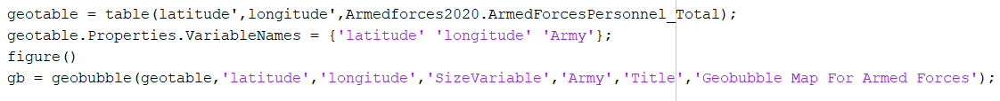 geotable = table(latitude',longitude',Armedforces2020.ArmedForcesPersonnel_Total);
geotable.Properties.VariableNames = {'latitude' 'longitude' 'Army'};
figure()
gb = geobubble(geotable,'latitude','longitude','SizeVariable','Army','Title','Geobubble Map For Armed Forces');